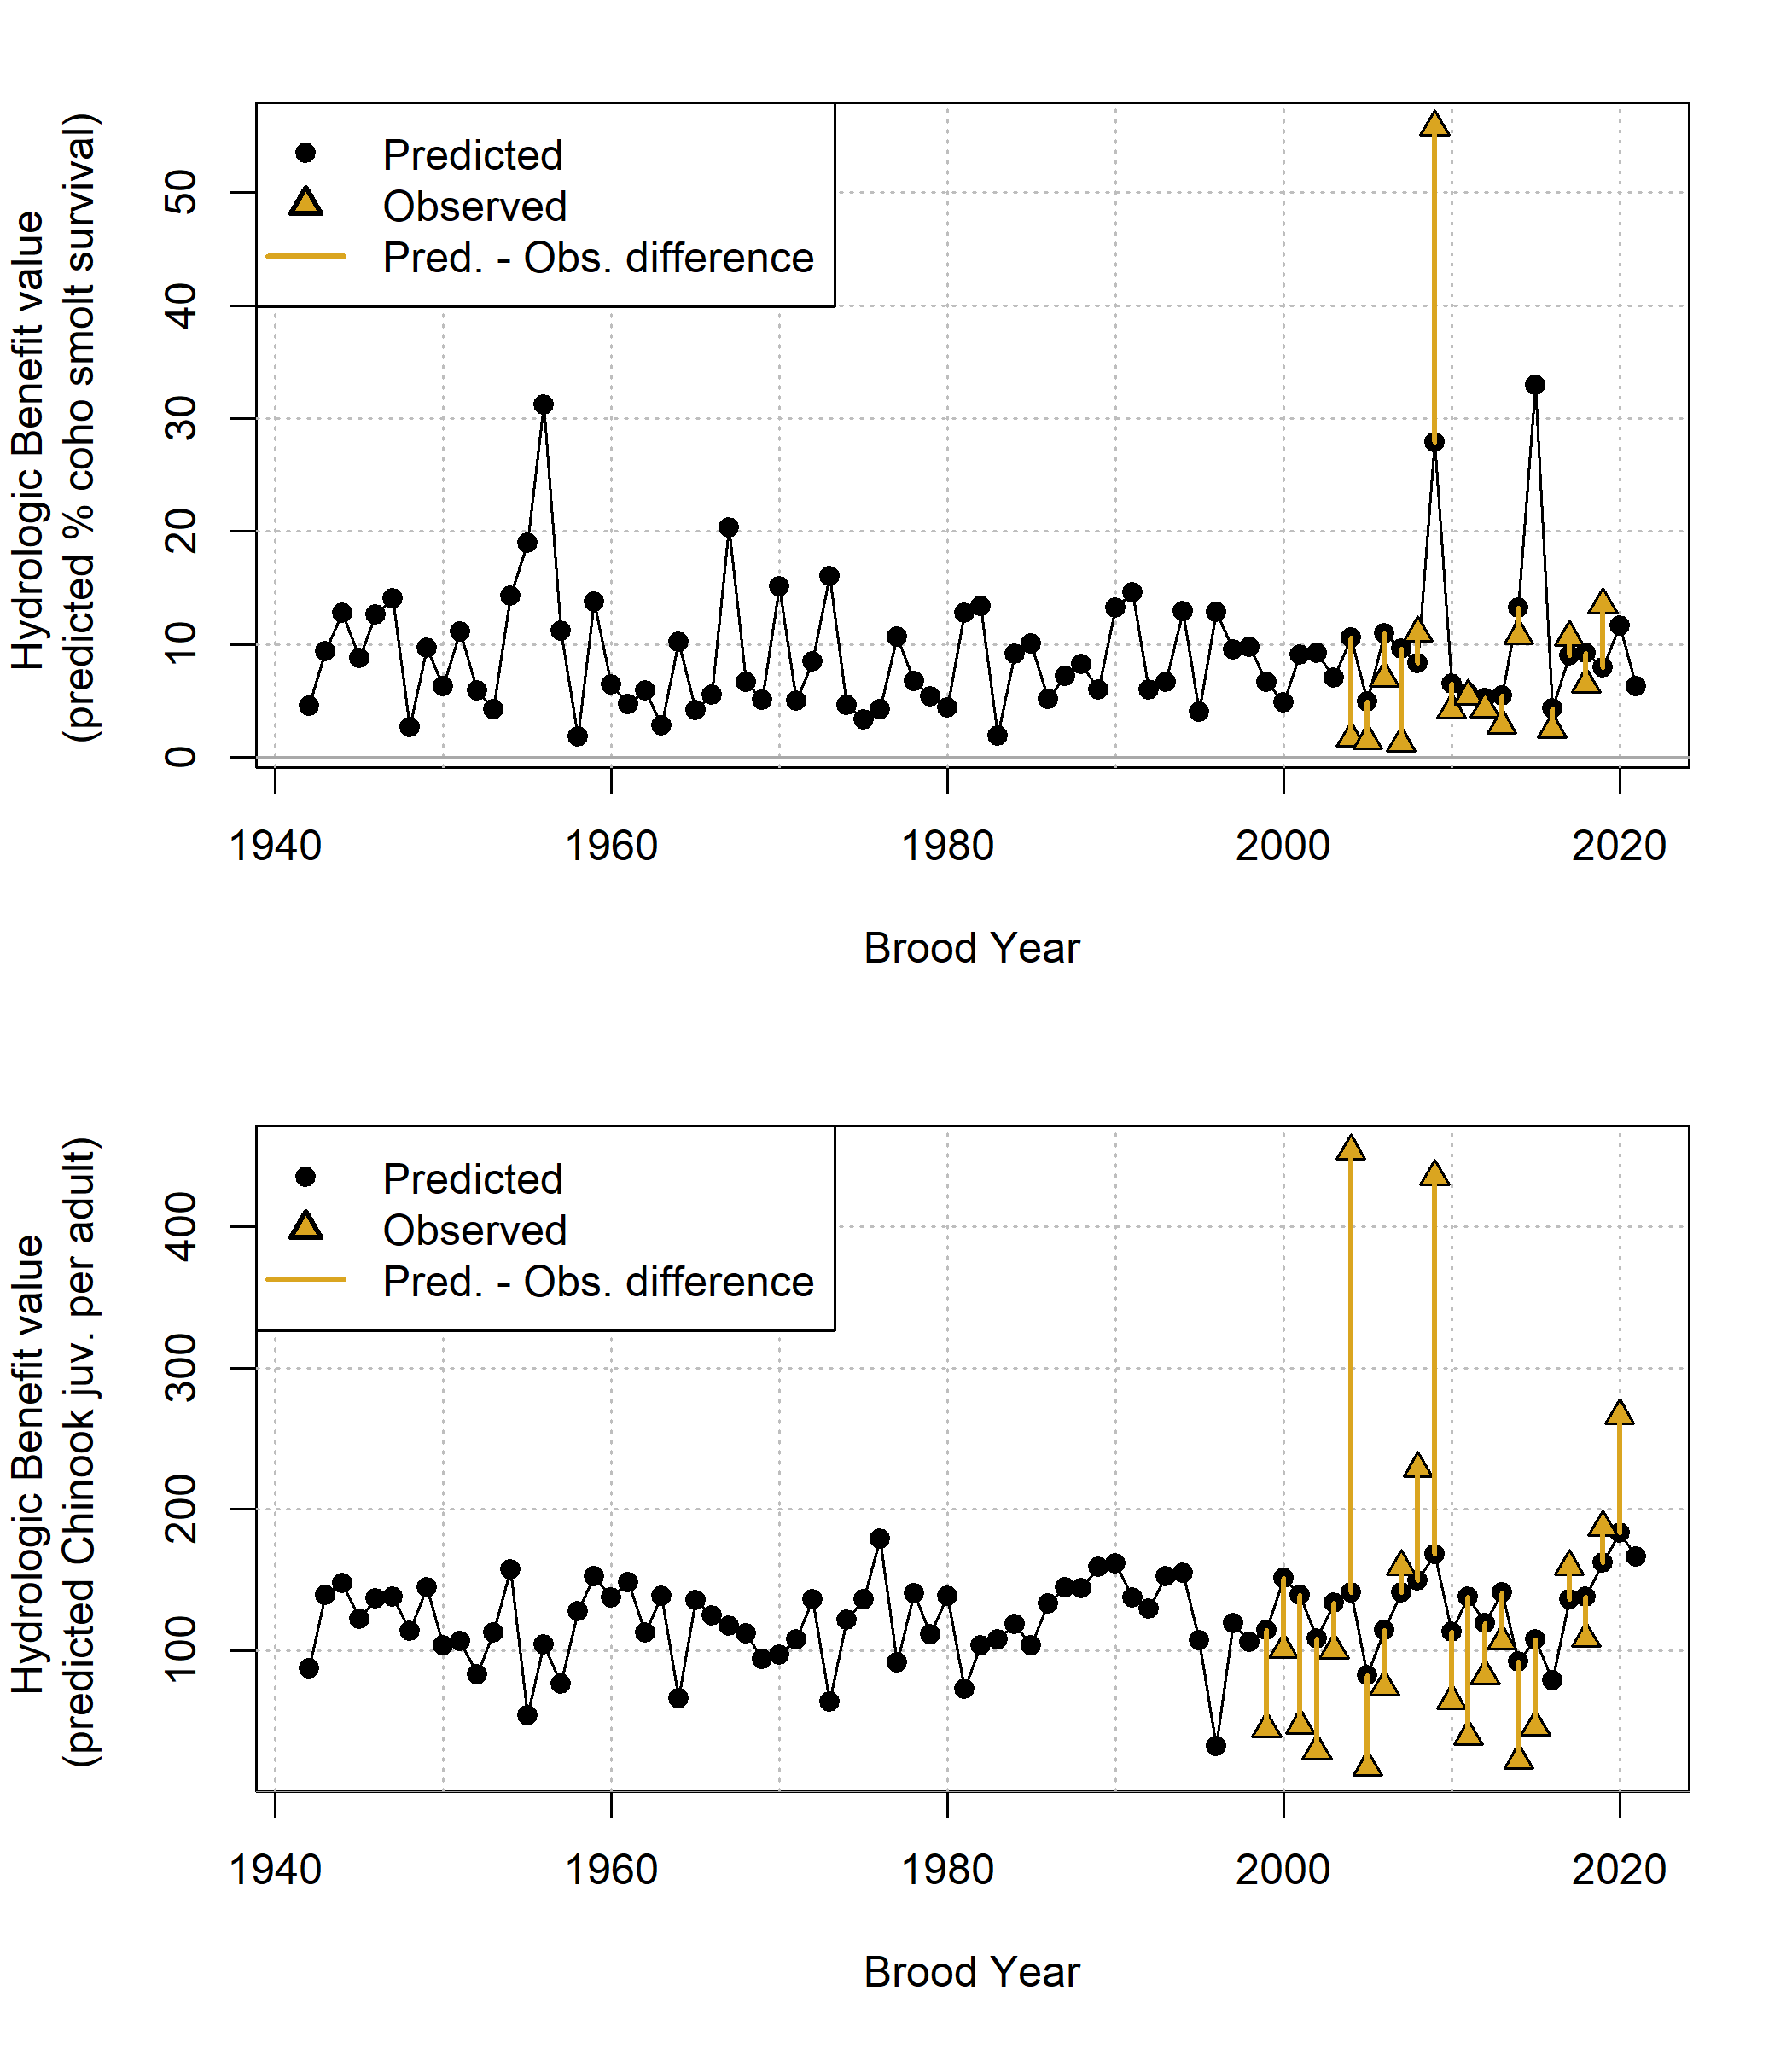 Hydrologic Benefit value
(predicted % coho smolt survival)
50
40
30
20
10
0
Predicted
Observed
Pred. - Obs. difference
1940 1960 1980 2000 2020
Brood Year
Hydrologic Benefit value
(predicted Chinook juv. per adult)
400
300
200
100
Predicted
Observed
Pred. - Obs. difference
1940 1960 1980 2000 2020
Brood Year